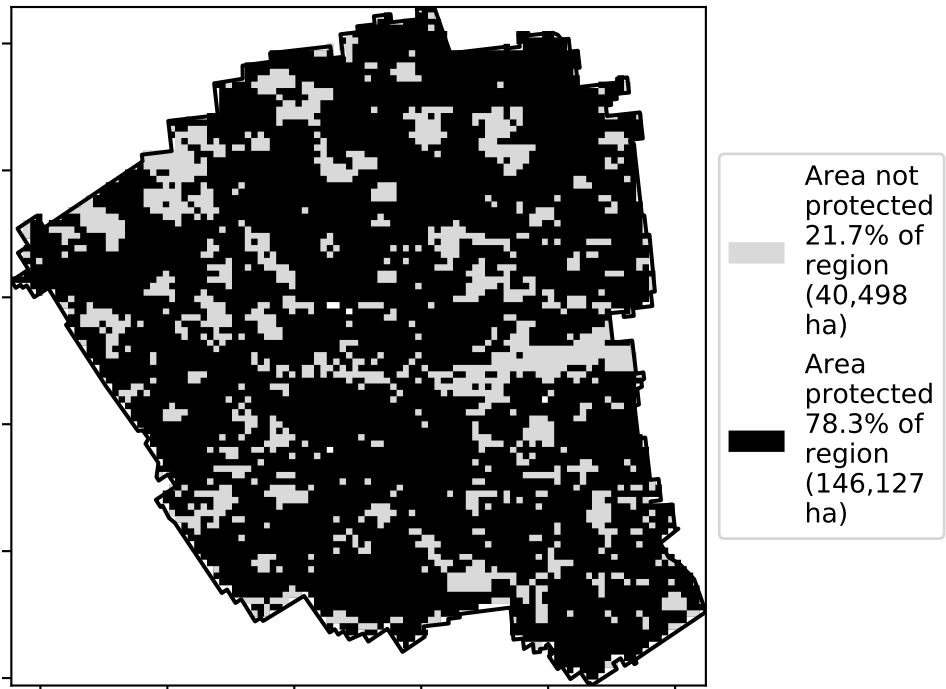 Area not
protected
21.7% of
region
(40,498
ha)
Area
protected
78.3% of
region
(146,127
ha)